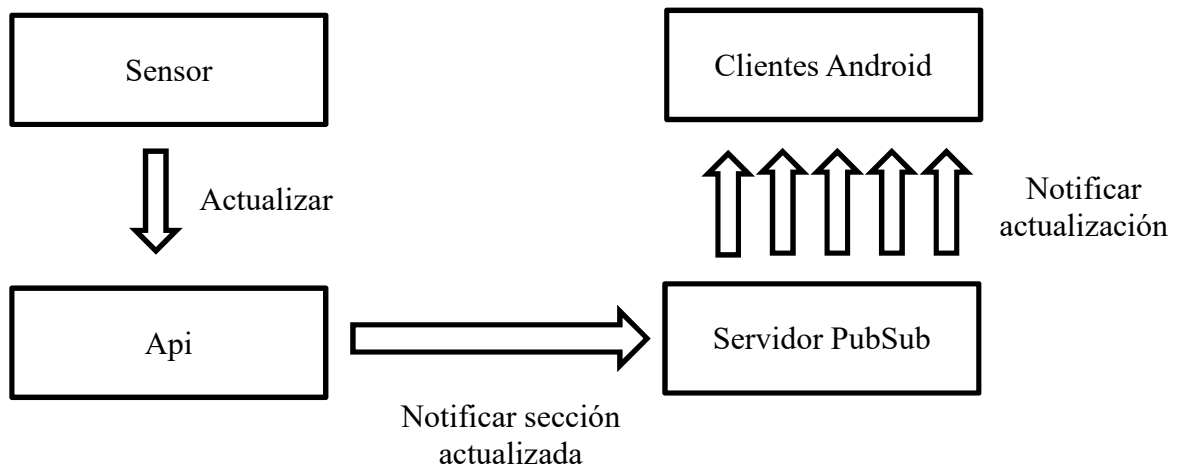 Sensor
Clientes Android
Actualizar
Notificar
actualización
Api
Servidor PubSub
Notificar sección
actualizada